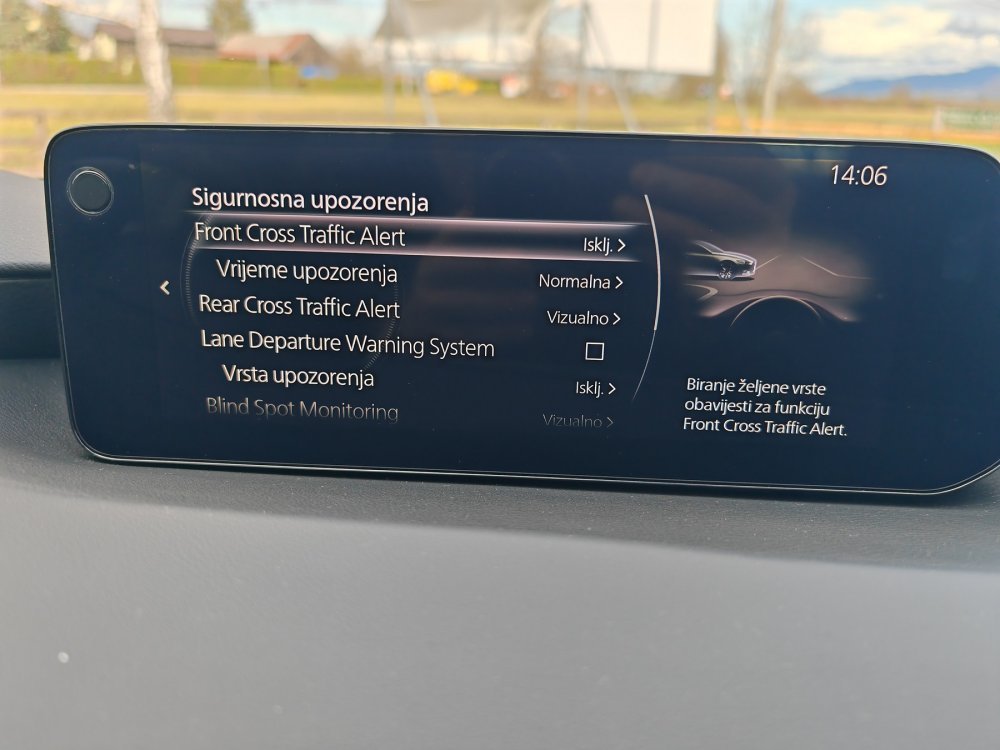 14:06
Sigurnosna upozorenja
Front Cross Traffic Alert Isklj. >
Vrijeme upozorenja Normalna >
Rear Cross Traffic Alert Vizualno >
Lane Departure Warning System
Vrsta upozorenja Isklj. >
Blind Spot Monitoring Vizualno >
Biranje željene vrste
obavijesti za funkciju
Front Cross Traffic Alert.